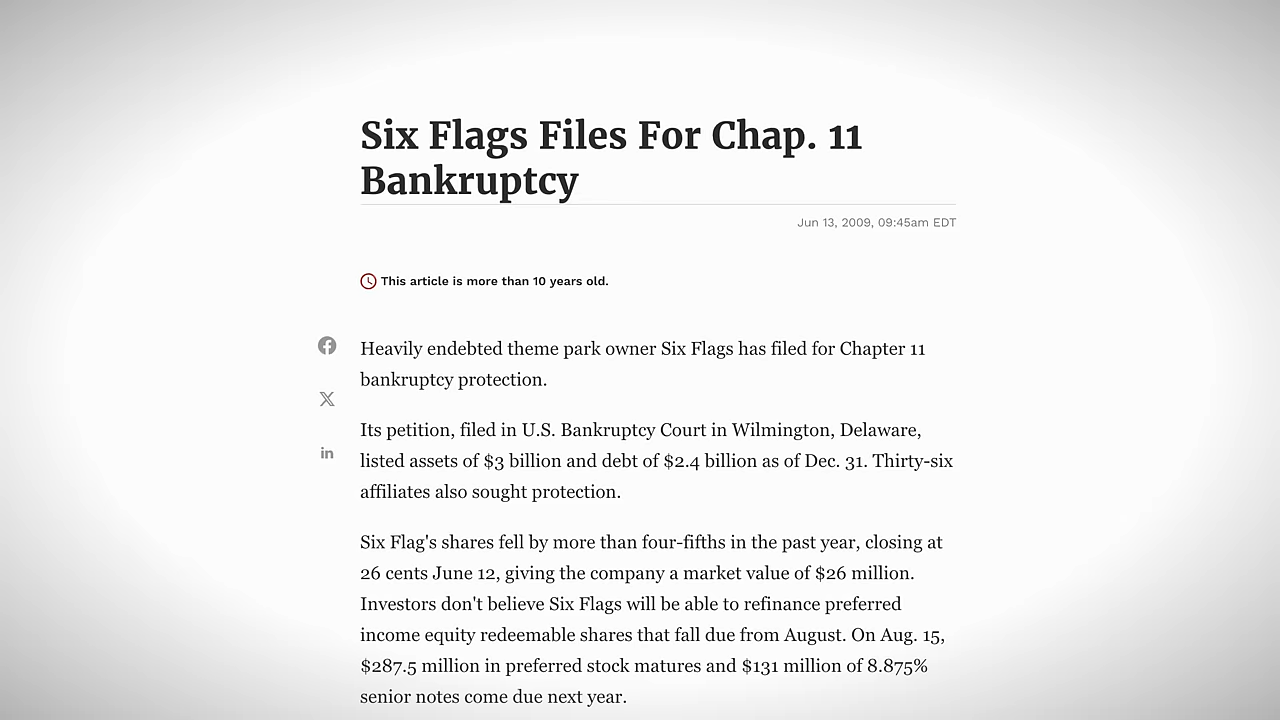 Six Flags Files For Chap. 11
Bankruptcy
Jun 13, 2009, 09:45am EDT
This article is more than 10 years old.
Heavily endebted theme park owner Six Flags has filed for Chapter 11
bankruptcy protection.
Its petition, filed in U.S. Bankruptcy Court in Wilmington, Delaware,
listed assets of $3 billion and debt of $2.4 billion as of Dec. 31. Thirty-six
affiliates also sought protection.
Six Flag's shares fell by more than four-fifths in the past year, closing at
26 cents June 12, giving the company a market value of $26 million.
Investors don't believe Six Flags will be able to refinance preferred
income equity redeemable shares that fall due from August. On Aug. 15,
$287.5 million in preferred stock matures and $131 million of 8.875%
senior notes come due next year.